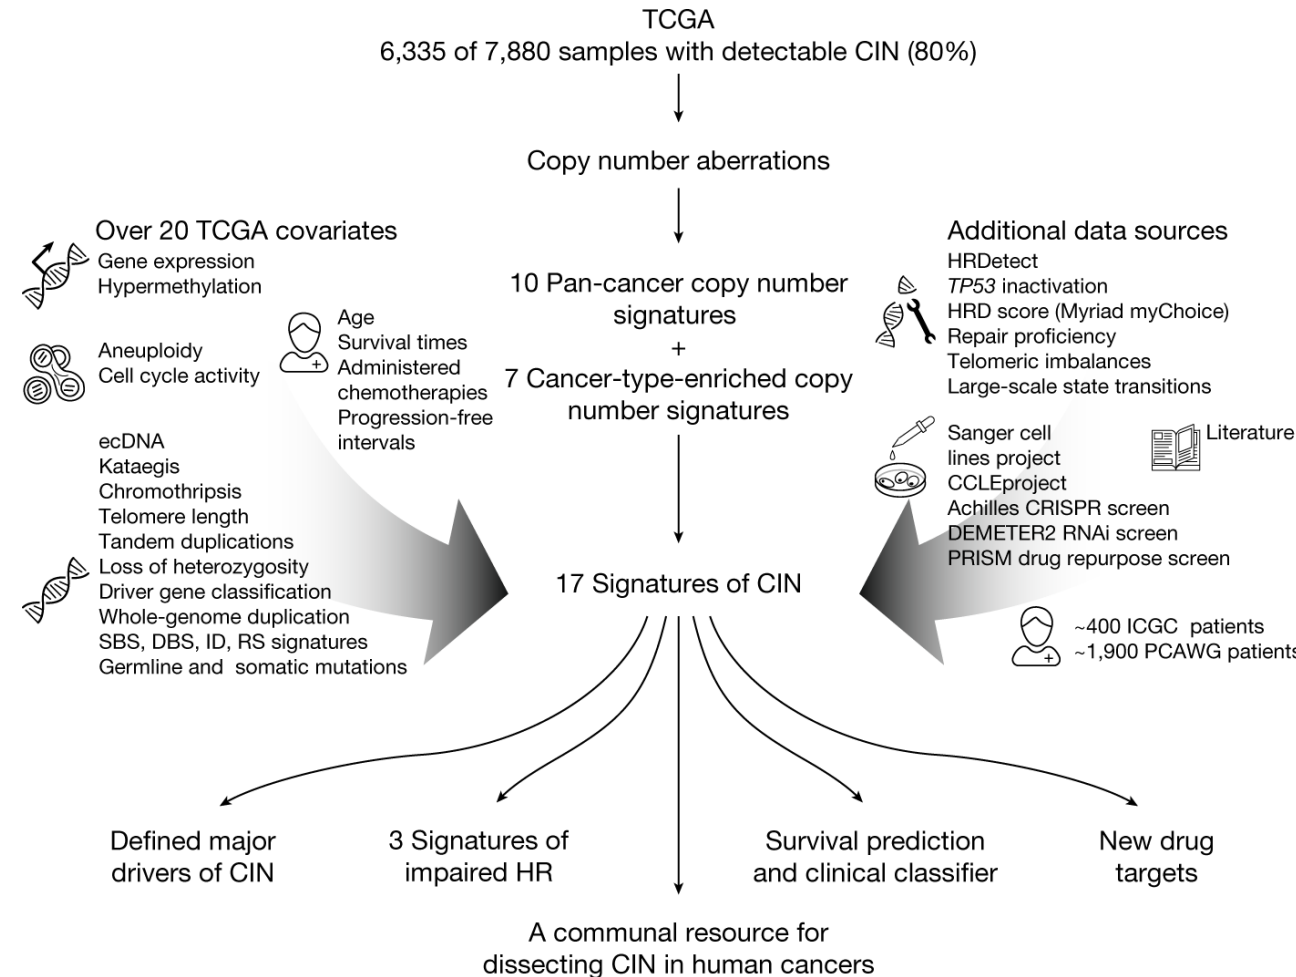 TCGA
6,335 of 7,880 samples with detectable CIN (80%)
Copy number aberrations
Over 20 TCGA covariates
Gene expression
Hypermethylation
Aneuploidy
Cell cycle activity
Age
Survival times
Administered
chemotherapies
Progression-free
intervals
ecDNA
Kataegis
Chromothripsis
Telomere length
Tandem duplications
Loss of heterozygosity
Driver gene classification
Whole-genome duplication
SBS, DBS, ID, RS signatures
Germline and somatic mutations
10 Pan-cancer copy number
signatures
+
7 Cancer-type-enriched copy
number signatures
Additional data sources
HRDetect
TP53 inactivation
HRD score (Myriad myChoice)
Repair proficiency
Telomeric imbalances
Large-scale state transitions
Sanger cell
lines project
CCLEproject
Achilles CRISPR screen
DEMETER2 RNAi screen
PRISM drug repurpose screen
Literature
~400 ICGC patients
~1,900 PCAWG patients
17 Signatures of CIN
Defined major
drivers of CIN
3 Signatures of
impaired HR
Survival prediction
and clinical classifier
New drug
targets
A communal resource for
dissecting CIN in human cancers